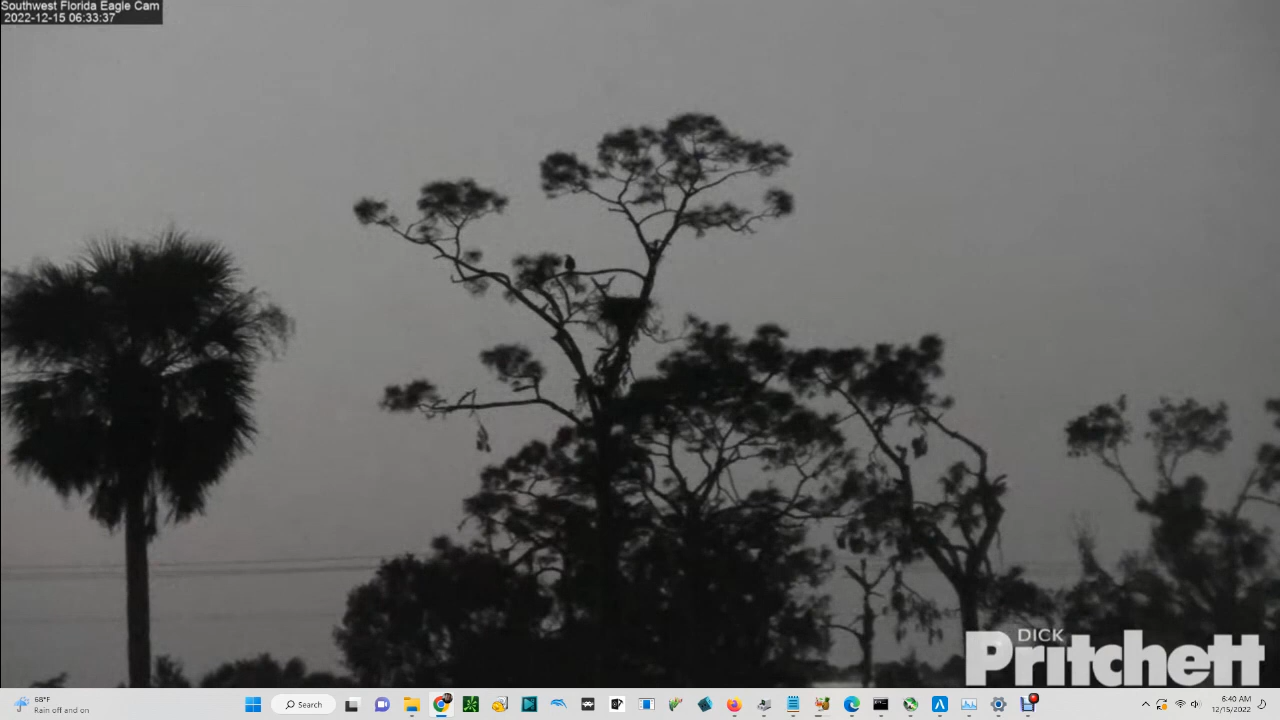 Southwest Florida Eagle Cam
2022-12-15 06:33:37
DICK
Pritchett
68°F
Rain off and on
Search
6:40 AM
12/15/2022